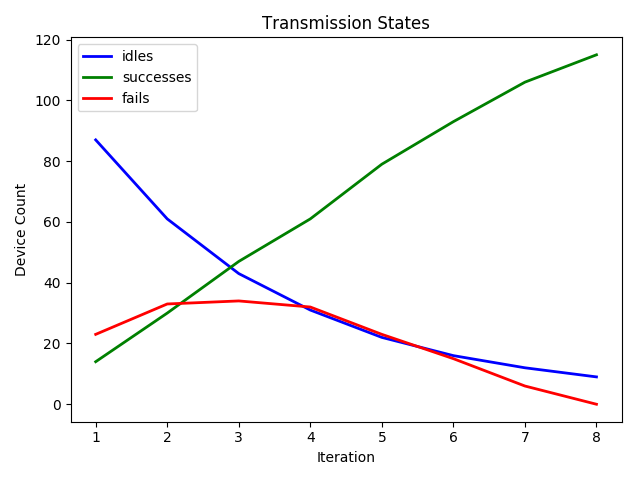 Transmission States
idles
successes
fails
Device Count
120
100
80
60
40
20
0
1 2 3 4 5 6 7 8
Iteration